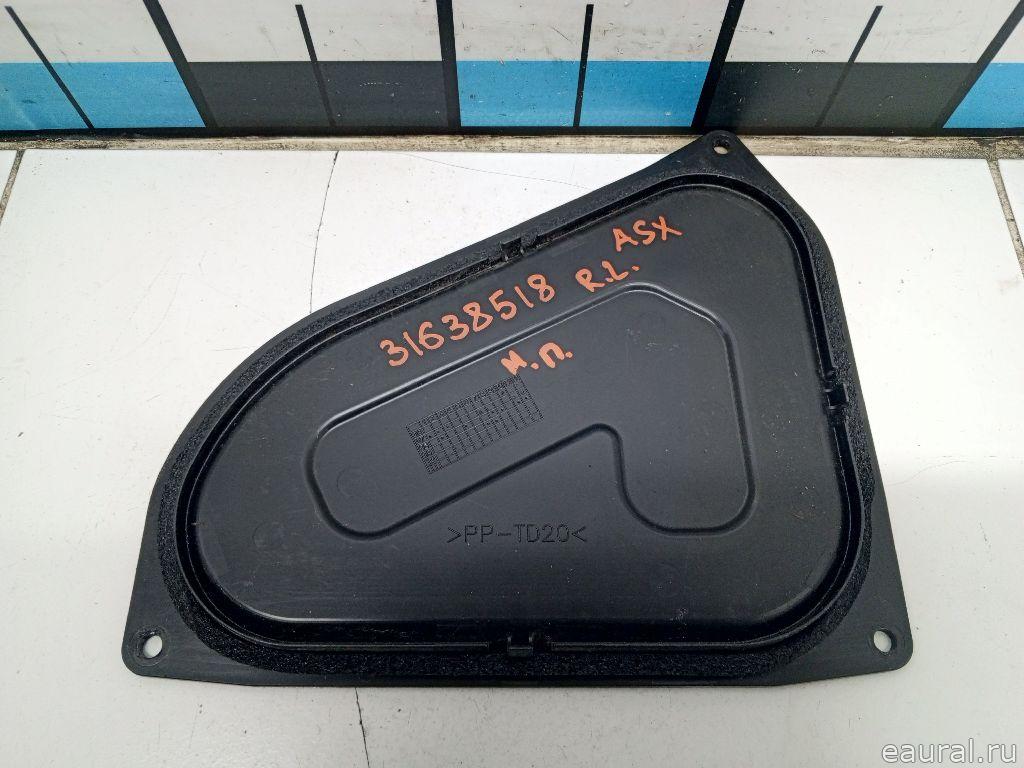 ASX
31638518 R.L.
м.п.
>PP-TD20<
eaural.ru